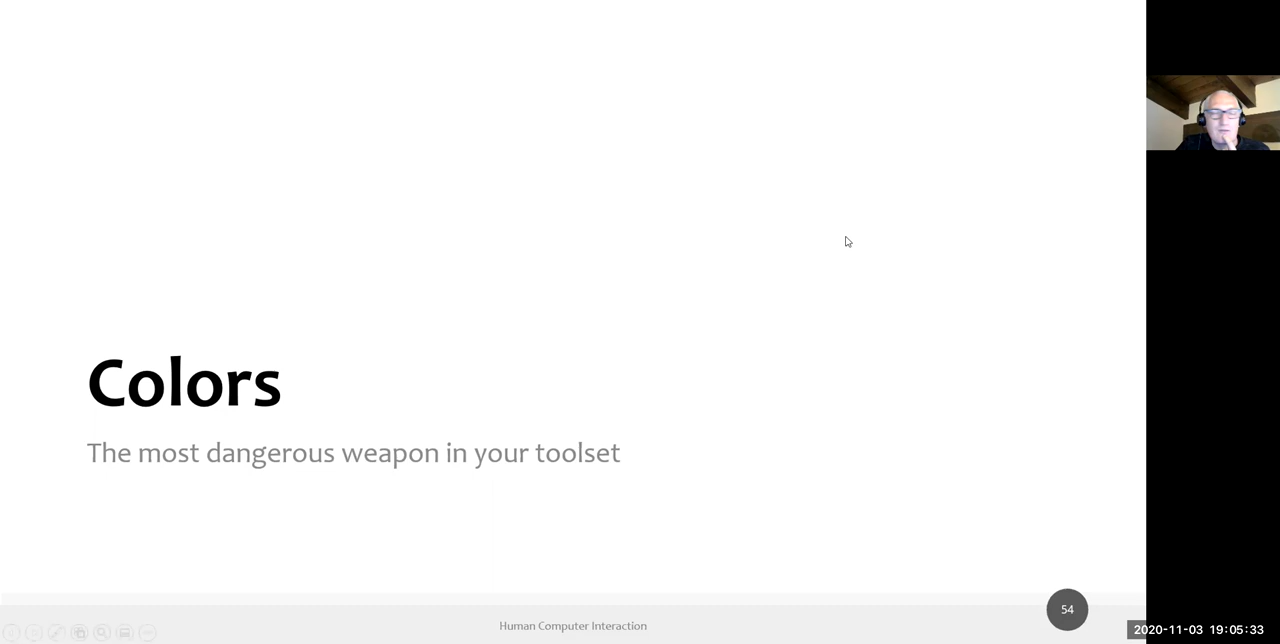 Colors
The most dangerous weapon in your toolset
Human Computer Interaction
54
2020-11-03 19:05:33